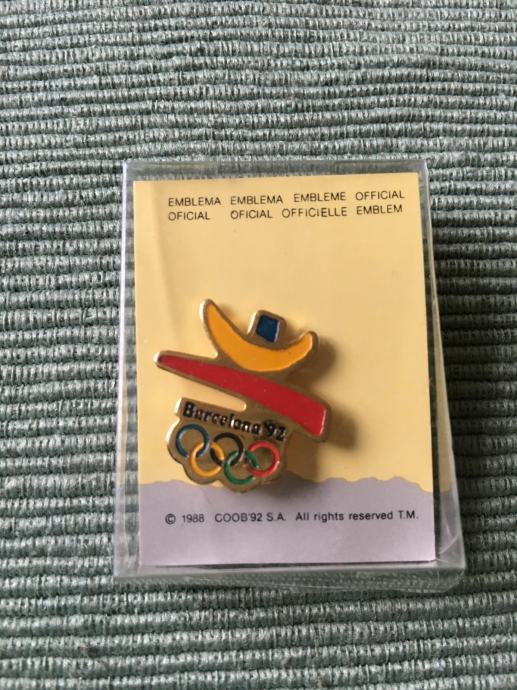 EMBLEMA EMBLEMA EMBLEME OFFICIAL
OFICIAL OFICIAL OFFICIELLE EMBLEM
Barcelona'92
© 1988 COOB'92 S.A. All rights reserved T.M.